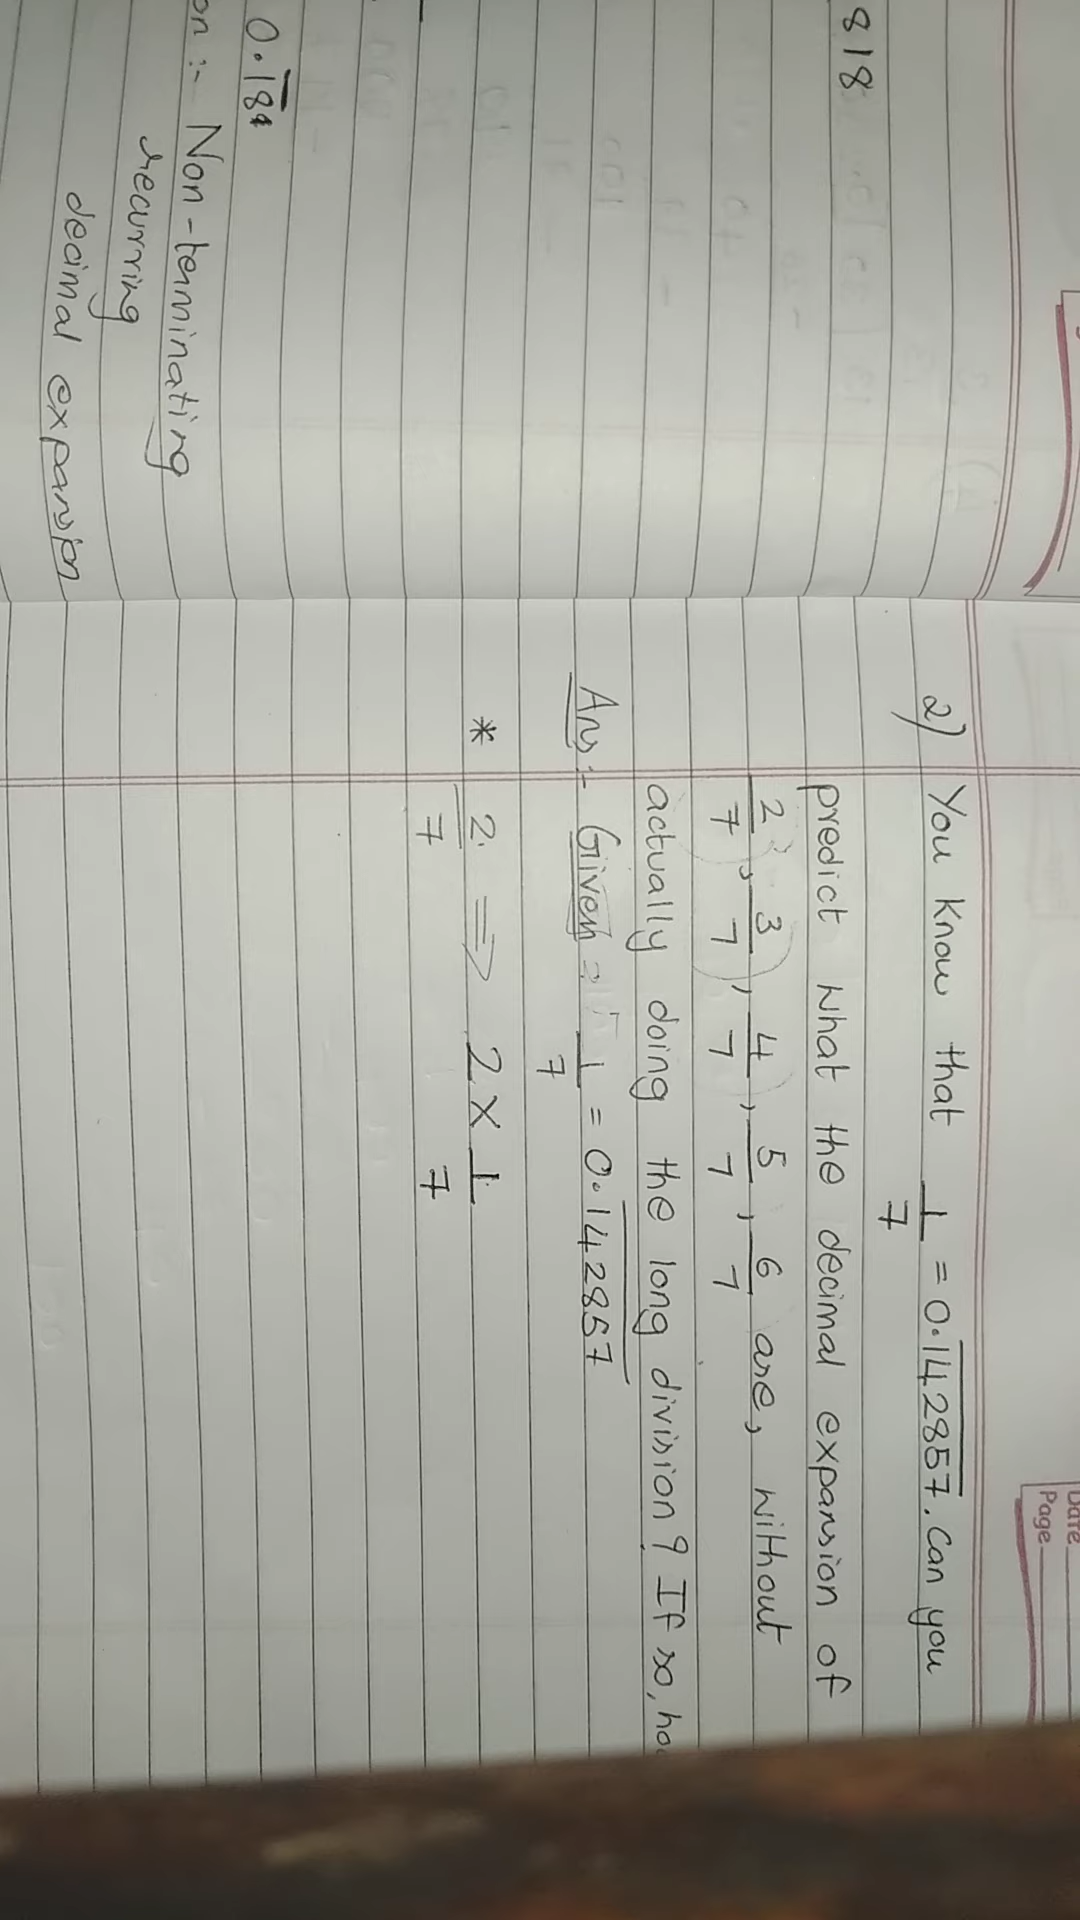 818
0.18
on :- Non-terminating
recurring
decimal expansion
Date
Page
2) You know that 1/7 = 0.142857. Can you
predict what the decimal expansion of
2/7, 3/7, 4/7, 5/7, 6/7 are, without
actually doing the long division? If so, ho
Ans:- Given = 1/7 = 0.142857
* 2/7 ⇒ 2 × 1/7